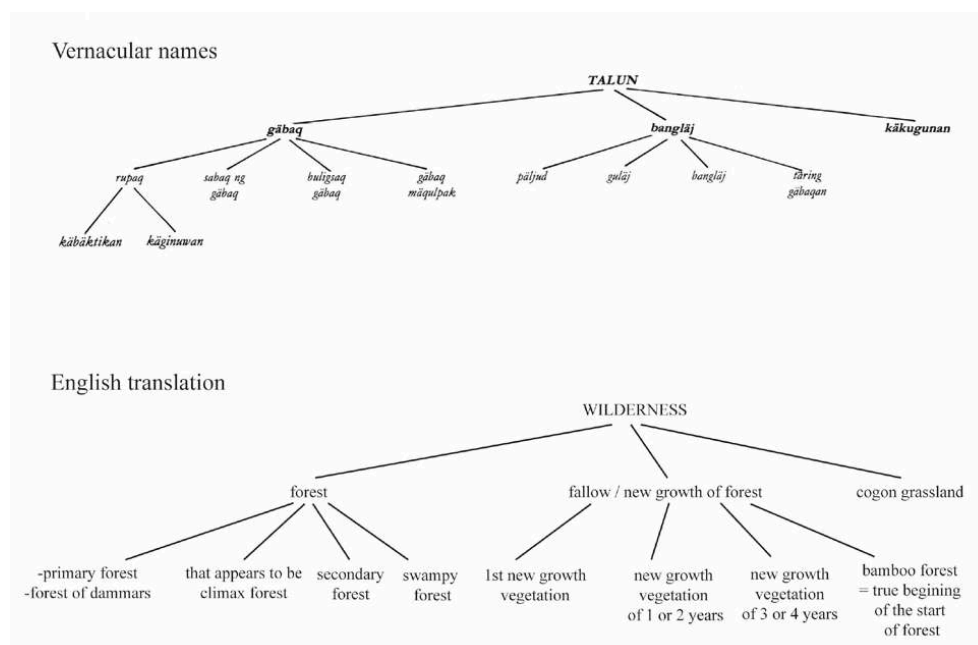 Vernacular names
TALUN
gäbaq
bangläj
käkugunan
rupaq
sabaq ng
gäbaq
buligsaq
gäbaq
gäbaq
mäqulpak
päljud
guläj
bangläj
täring
gäbaqan
käbäktikan
käginuwan
English translation
WILDERNESS
forest
fallow / new growth of forest
cogon grassland
-primary forest
-forest of dammars
that appears to be
climax forest
secondary
forest
swampy
forest
1st new growth
vegetation
new growth
vegetation
of 1 or 2 years
new growth
vegetation
of 3 or 4 years
bamboo forest
= true begining
of the start
of forest